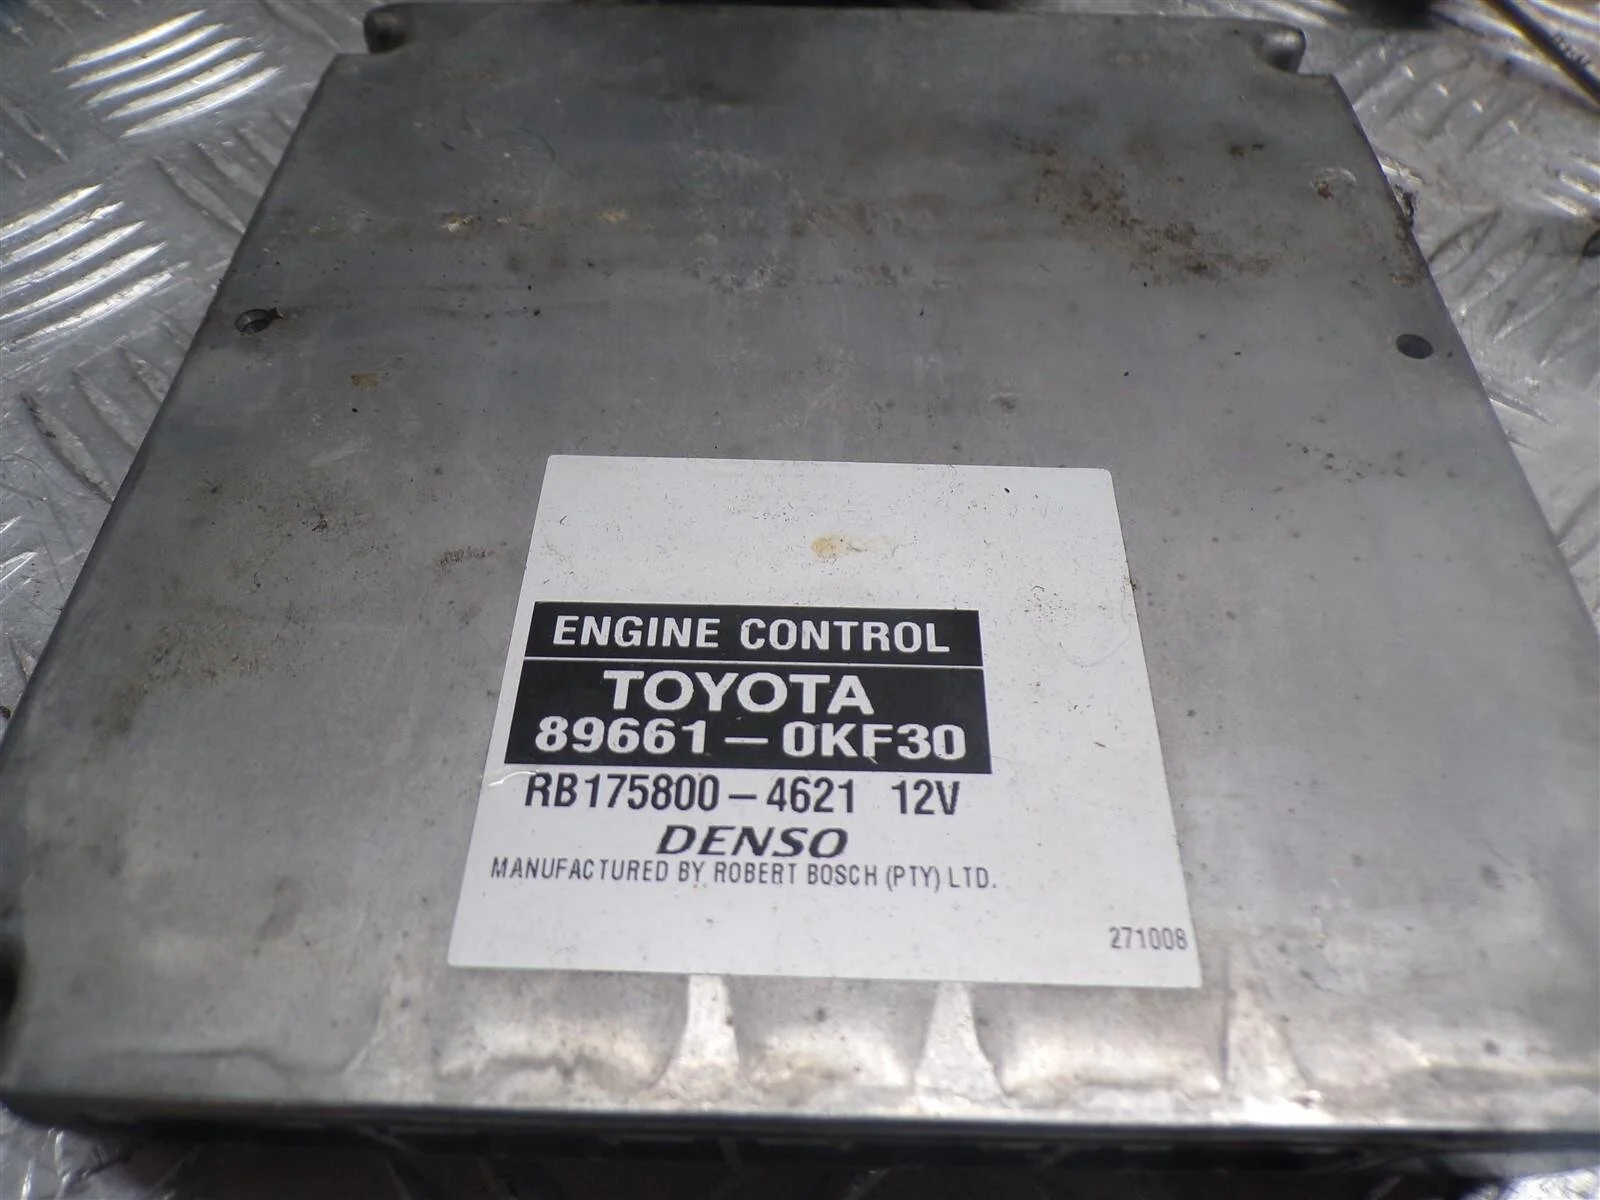 ENGINE CONTROL
TOYOTA
89661-0KF30
RB175800-4621 12V
DENSO
MANUFACTURED BY ROBERT BOSCH (PTY) LTD.
271008